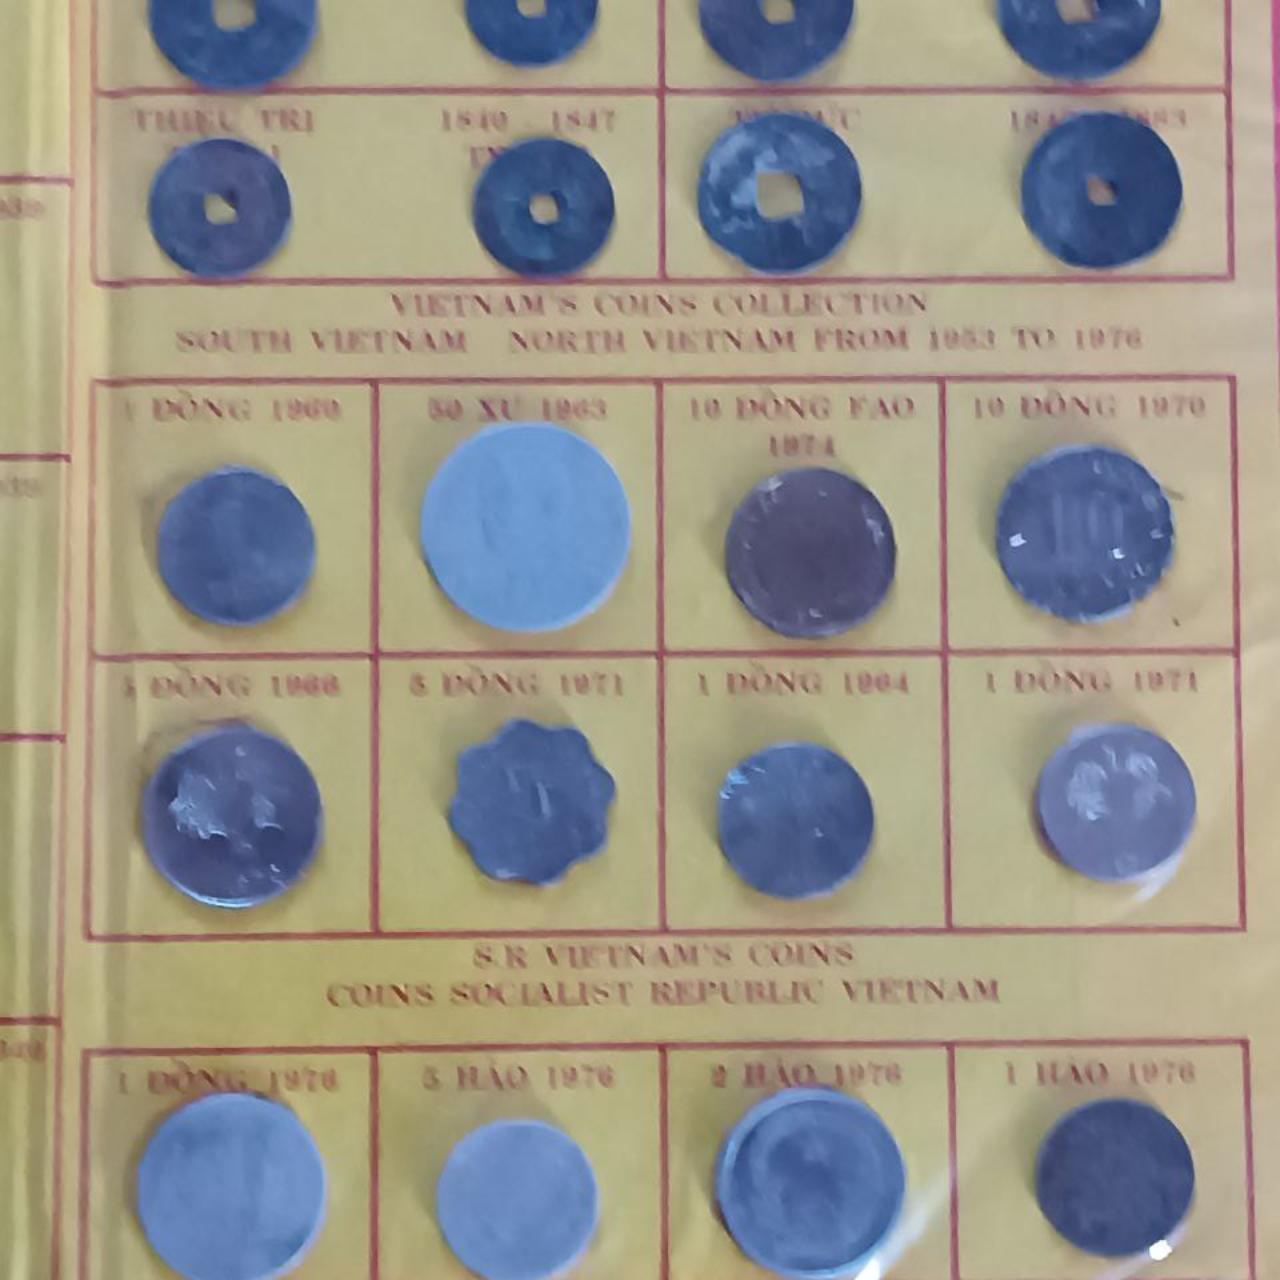 THIỆU TRỊ
1840 - 1847
VIETNAM'S COINS COLLECTION
SOUTH VIETNAM NORTH VIETNAM FROM 1953 TO 1976
1 ĐỒNG 1960
50 XU 1963
10 ĐỒNG FAO
1974
10 ĐỒNG 1970
5 ĐỒNG 1966
5 ĐỒNG 1971
1 ĐỒNG 1964
1 ĐỒNG 1971
S.R VIETNAM'S COINS
COINS SOCIALIST REPUBLIC VIETNAM
1 ĐỒNG 1976
5 HÀO 1976
2 HÀO 1976
1 HÀO 1976